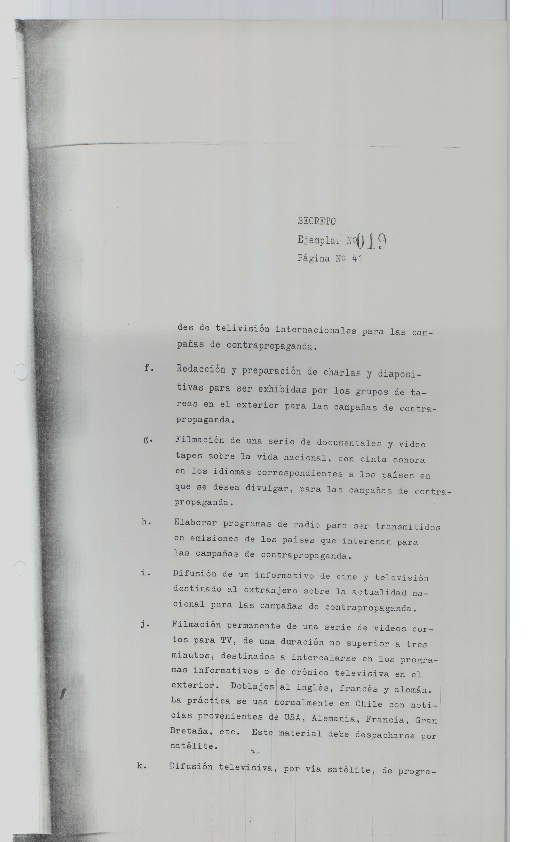 SECRETO
Ejemplar Nº 019
Página Nº 41
des de telivisión internacionales para las cam-
pañas de contrapropaganda.
f. Redacción y preparación de charlas y diaposi-
tivas para ser exhibidas por los grupos de ta-
reas en el exterior para las campañas de contra-
propaganda.
g. Filmación de una serie de documentales y video
tapes sobre la vida nacional, con cinta sonora
en los idiomas correspondientes a los países en
que se desea divulgar, para las campañas de contra-
propaganda.
h. Elaborar programas de radio para ser transmitidos
en emisiones de los países que interesan para
las campañas de contrapropaganda.
i. Difusión de un informativo de cine y televisión
destinado al extranjero sobre la actualidad na-
cional para las campañas de contrapropaganda.
j. Filmación permanente de una serie de videos cor-
tos para TV, de una duración no superior a tres
minutos, destinados a intercalarse en los progra-
mas informativos o de crónica televisiva en el
exterior. Doblajes al inglés, francés y alemán.
La práctica se usa normalmente en Chile con noti-
cias provenientes de USA, Alemania, Francia, Gran
Bretaña, etc. Este material debe despacharse por
satélite.
k. Difusión televisiva, por vía satélite, de progra-